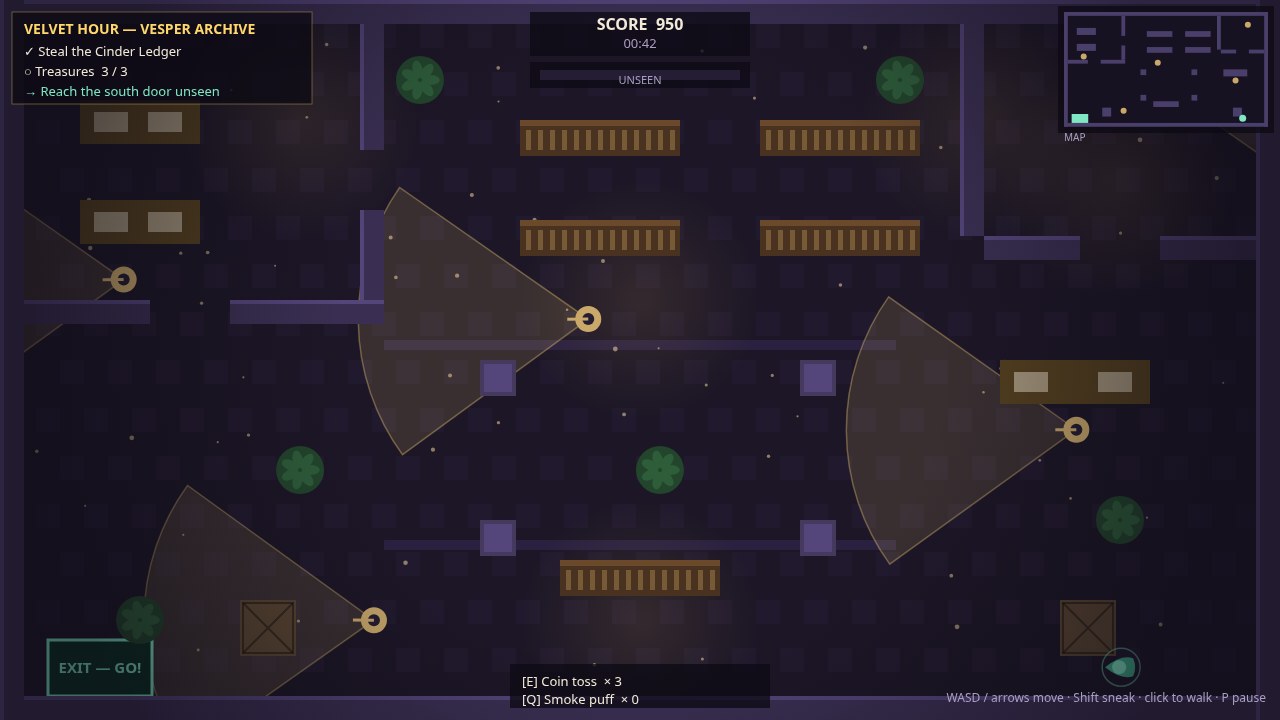 VELVET HOUR — VESPER ARCHIVE
✓ Steal the Cinder Ledger
○ Treasures 3 / 3
→ Reach the south door unseen
SCORE 950
00:42
UNSEEN
MAP
EXIT — GO!
[E] Coin toss × 3
[Q] Smoke puff × 0
WASD / arrows move · Shift sneak · click to walk · P pause